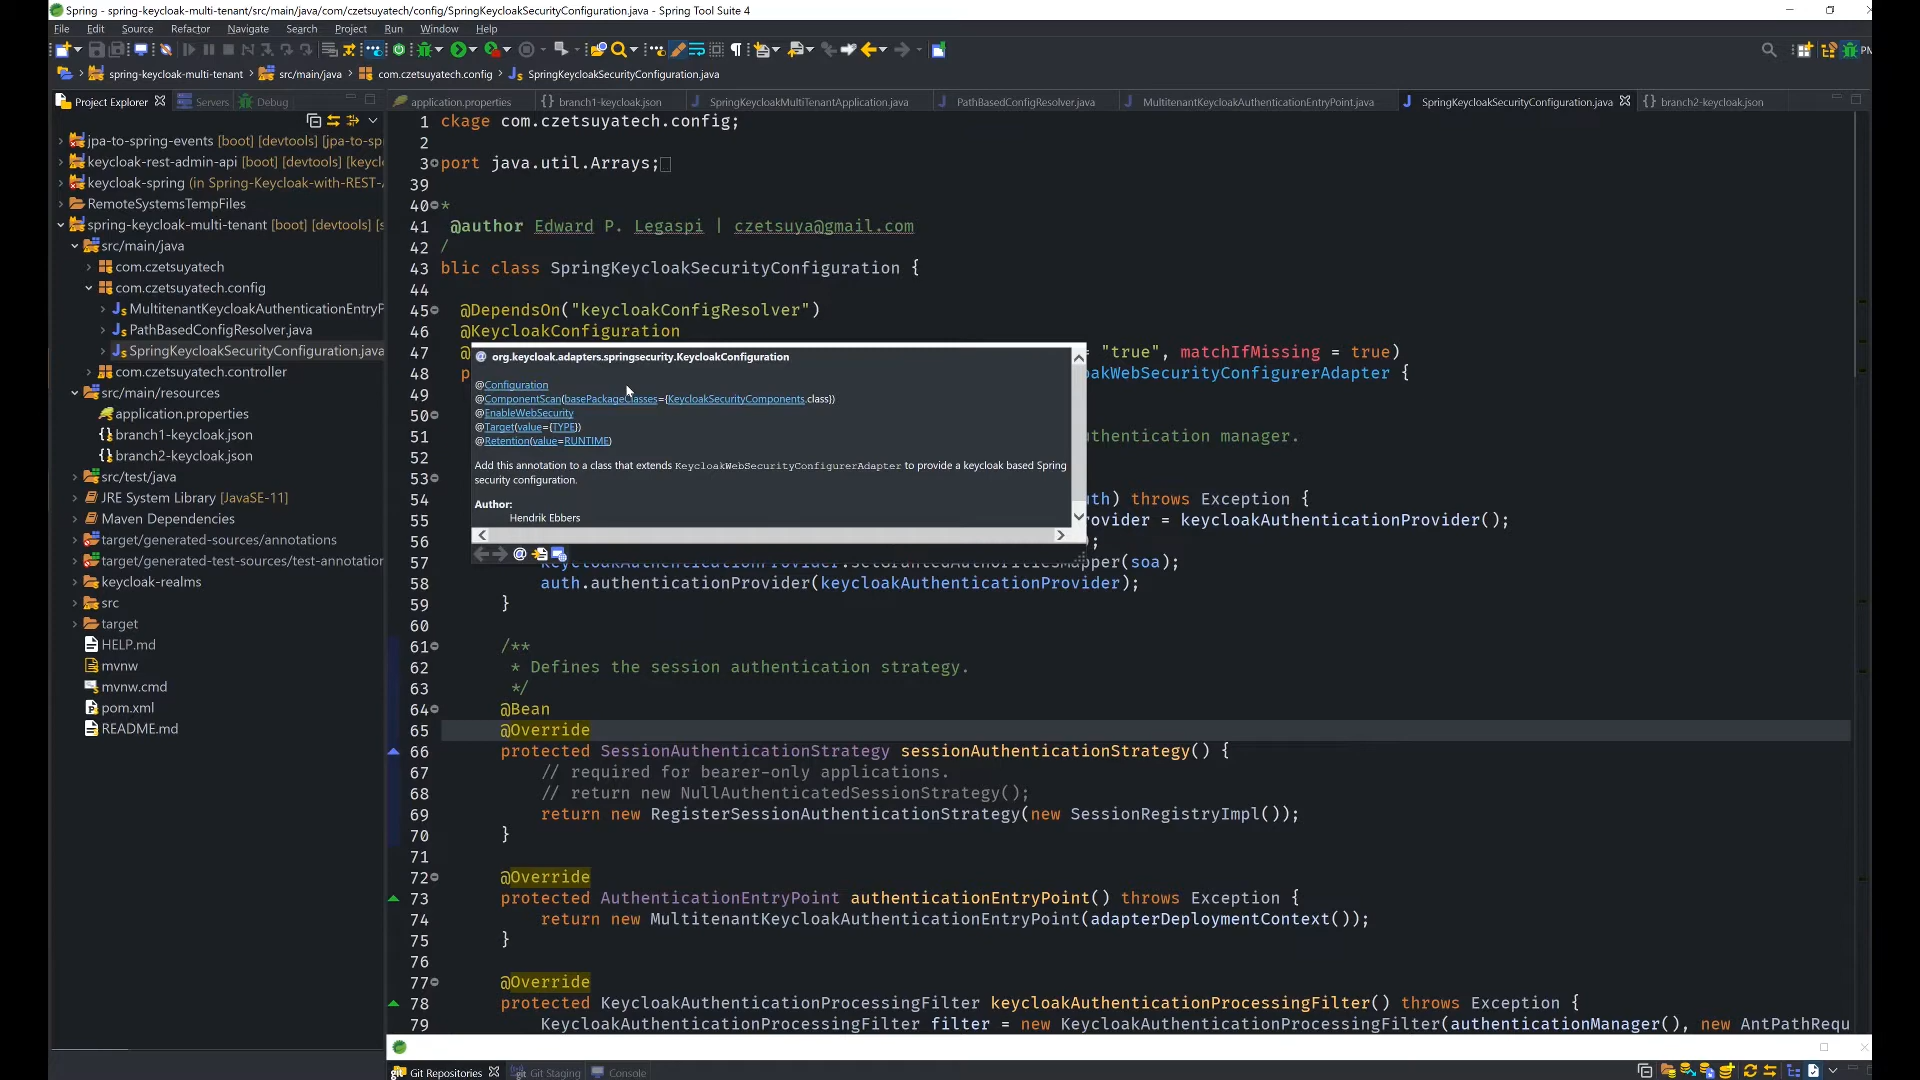 Spring - spring-keycloak-multi-tenant/src/main/java/com/czetsuyatech/config/SpringKeycloakSecurityConfiguration.java - Spring Tool Suite 4
File Edit Source Refactor Navigate Search Project Run Window Help
spring-keycloak-multi-tenant src/main/java com.czetsuyatech.config SpringKeycloakSecurityConfiguration.java
Project Explorer Servers Debug
application.properties branch1-keycloak.json SpringKeycloakMultiTenantApplication.java PathBasedConfigResolver.java MultitenantKeycloakAuthenticationEntryPoint.java SpringKeycloakSecurityConfiguration.java branch2-keycloak.json
jpa-to-spring-events [boot] [devtools] [jpa-to-sp
keycloak-rest-admin-api [boot] [devtools] [keycl
keycloak-spring (in Spring-Keycloak-with-REST-
RemoteSystemsTempFiles
spring-keycloak-multi-tenant [boot] [devtools] [s
src/main/java
com.czetsuyatech
com.czetsuyatech.config
MultitenantKeycloakAuthenticationEntryP
PathBasedConfigResolver.java
SpringKeycloakSecurityConfiguration.java
com.czetsuyatech.controller
src/main/resources
application.properties
branch1-keycloak.json
branch2-keycloak.json
src/test/java
JRE System Library [JavaSE-11]
Maven Dependencies
target/generated-sources/annotations
target/generated-test-sources/test-annotation
keycloak-realms
src
target
HELP.md
mvnw
mvnw.cmd
pom.xml
README.md
1 ckage com.czetsuyatech.config;
2
3 port java.util.Arrays;
39
40 *
41 @author Edward P. Legaspi | czetsuya@gmail.com
42 /
43 blic class SpringKeycloakSecurityConfiguration {
44
45 @DependsOn("keycloakConfigResolver")
46 @KeycloakConfiguration
47 @ "true", matchIfMissing = true)
48 p oakWebSecurityConfigurerAdapter {
49
50
51 uthentication manager.
52
53
54 uth) throws Exception {
55 rovider = keycloakAuthenticationProvider();
56 );
57 keycloakAuthenticationProvider.setGrantedAuthoritiesMapper(soa);
58 auth.authenticationProvider(keycloakAuthenticationProvider);
59 }
60
61 /**
62 * Defines the session authentication strategy.
63 */
64 @Bean
65 @Override
66 protected SessionAuthenticationStrategy sessionAuthenticationStrategy() {
67 // required for bearer-only applications.
68 // return new NullAuthenticatedSessionStrategy();
69 return new RegisterSessionAuthenticationStrategy(new SessionRegistryImpl());
70 }
71
72 @Override
73 protected AuthenticationEntryPoint authenticationEntryPoint() throws Exception {
74 return new MultitenantKeycloakAuthenticationEntryPoint(adapterDeploymentContext());
75 }
76
77 @Override
78 protected KeycloakAuthenticationProcessingFilter keycloakAuthenticationProcessingFilter() throws Exception {
79 KeycloakAuthenticationProcessingFilter filter = new KeycloakAuthenticationProcessingFilter(authenticationManager(), new AntPathRequ
@ org.keycloak.adapters.springsecurity.KeycloakConfiguration
@Configuration
@ComponentScan(basePackageClasses={KeycloakSecurityComponents.class})
@EnableWebSecurity
@Target(value={TYPE})
@Retention(value=RUNTIME)
Add this annotation to a class that extends KeycloakWebSecurityConfigurerAdapter to provide a keycloak based Spring
security configuration.
Author:
Hendrik Ebbers
Git Repositories Git Staging Console